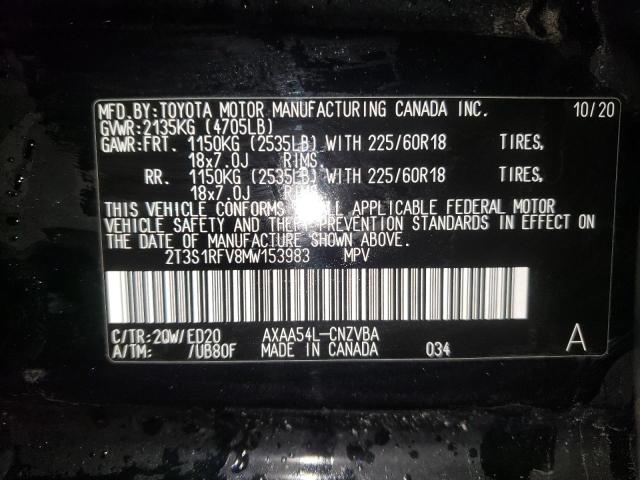 MFD.BY:TOYOTA MOTOR MANUFACTURING CANADA INC. 10/20
GVWR:2135KG (4705LB)
GAWR:FRT. 1150KG (2535LB) WITH 225/60R18 TIRES,
18x7.0J RIMS,
RR. 1150KG (2535LB) WITH 225/60R18 TIRES,
18x7.0J RIMS.
THIS VEHICLE CONFORMS ALL APPLICABLE FEDERAL MOTOR
VEHICLE SAFETY AND THEFT PREVENTION STANDARDS IN EFFECT ON
THE DATE OF MANUFACTURE SHOWN ABOVE.
2T3S1RFV8MW153983 MPV
C/TR:20W/ED20 AXAA54L-CNZVBA
A/TM: /UB80F MADE IN CANADA 034 A